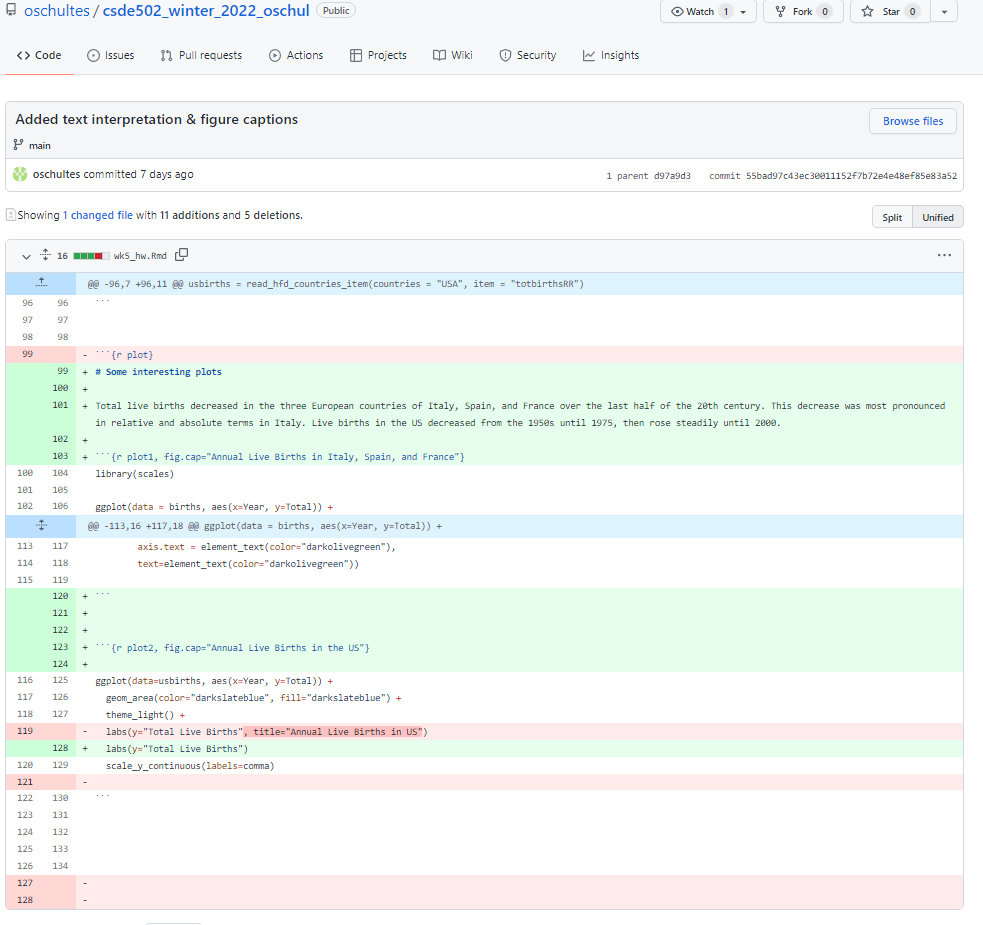 oschultes / csde502_winter_2022_oschul Public
Watch 1 Fork 0 Star 0
Code Issues Pull requests Actions Projects Wiki Security Insights
Added text interpretation & figure captions
Browse files
main
oschultes committed 7 days ago
1 parent d97a9d3 commit 55bad97c43ec30011152f7b72e4e48ef85e83a52
Showing 1 changed file with 11 additions and 5 deletions.
Split Unified
16 wk5_hw.Rmd
@@ -96,7 +96,11 @@ usbirths = read_hfd_countries_item(countries = "USA", item = "totbirthsRR")
96 96 ```
97 97
98 98
99 - ```{r plot}
99 + # Some interesting plots
100 +
101 + Total live births decreased in the three European countries of Italy, Spain, and France over the last half of the 20th century. This decrease was most pronounced
in relative and absolute terms in Italy. Live births in the US decreased from the 1950s until 1975, then rose steadily until 2000.
102 +
103 + ```{r plot1, fig.cap="Annual Live Births in Italy, Spain, and France"}
100 104 library(scales)
101 105
102 106 ggplot(data = births, aes(x=Year, y=Total)) +
@@ -113,16 +117,18 @@ ggplot(data = births, aes(x=Year, y=Total)) +
113 117 axis.text = element_text(color="darkolivegreen"),
114 118 text=element_text(color="darkolivegreen"))
115 119
120 + ```
121 +
122 +
123 + ```{r plot2, fig.cap="Annual Live Births in the US"}
124 +
116 125 ggplot(data=usbirths, aes(x=Year, y=Total)) +
117 126 geom_area(color="darkslateblue", fill="darkslateblue") +
118 127 theme_light() +
119 - labs(y="Total Live Births", title="Annual Live Births in US")
128 + labs(y="Total Live Births")
120 129 scale_y_continuous(labels=comma)
121 -
122 130 ```
123 131
124 132
125 133
126 134
127 -
128 -